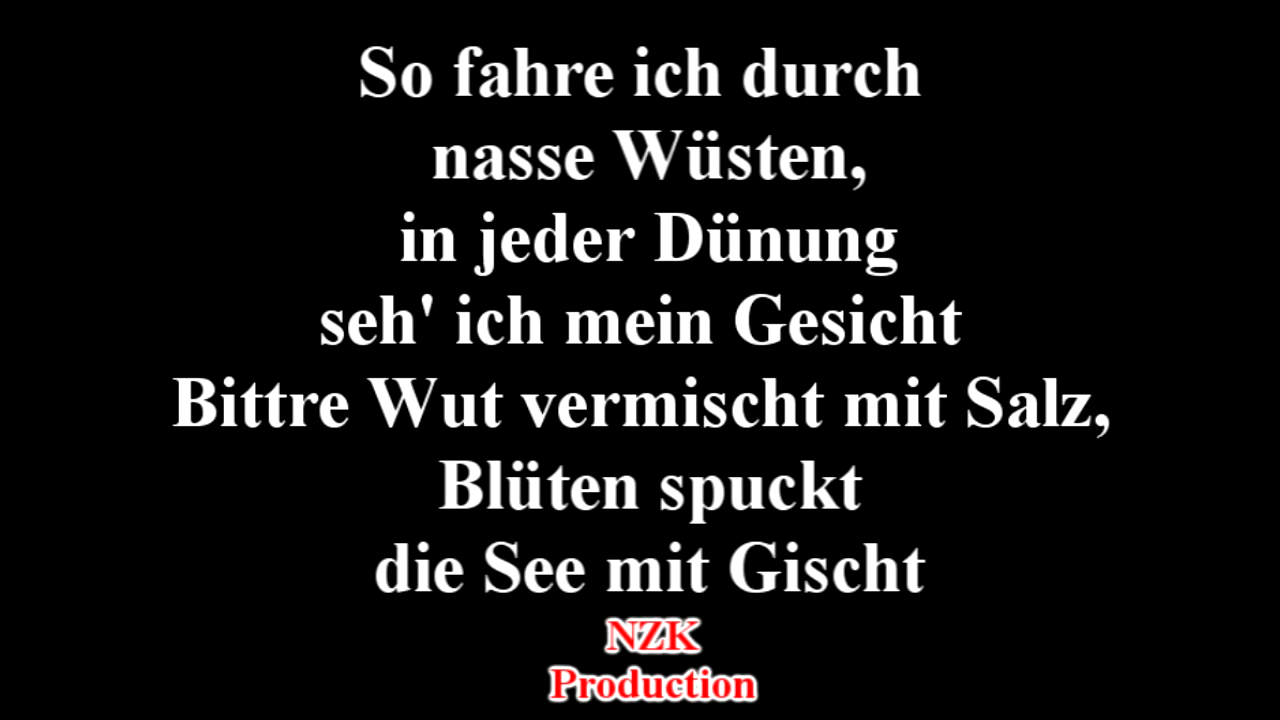 So fahre ich durch
nasse Wüsten,
in jeder Dünung
seh' ich mein Gesicht
Bittre Wut vermischt mit Salz,
Blüten spuckt
die See mit Gischt
NZK
Production